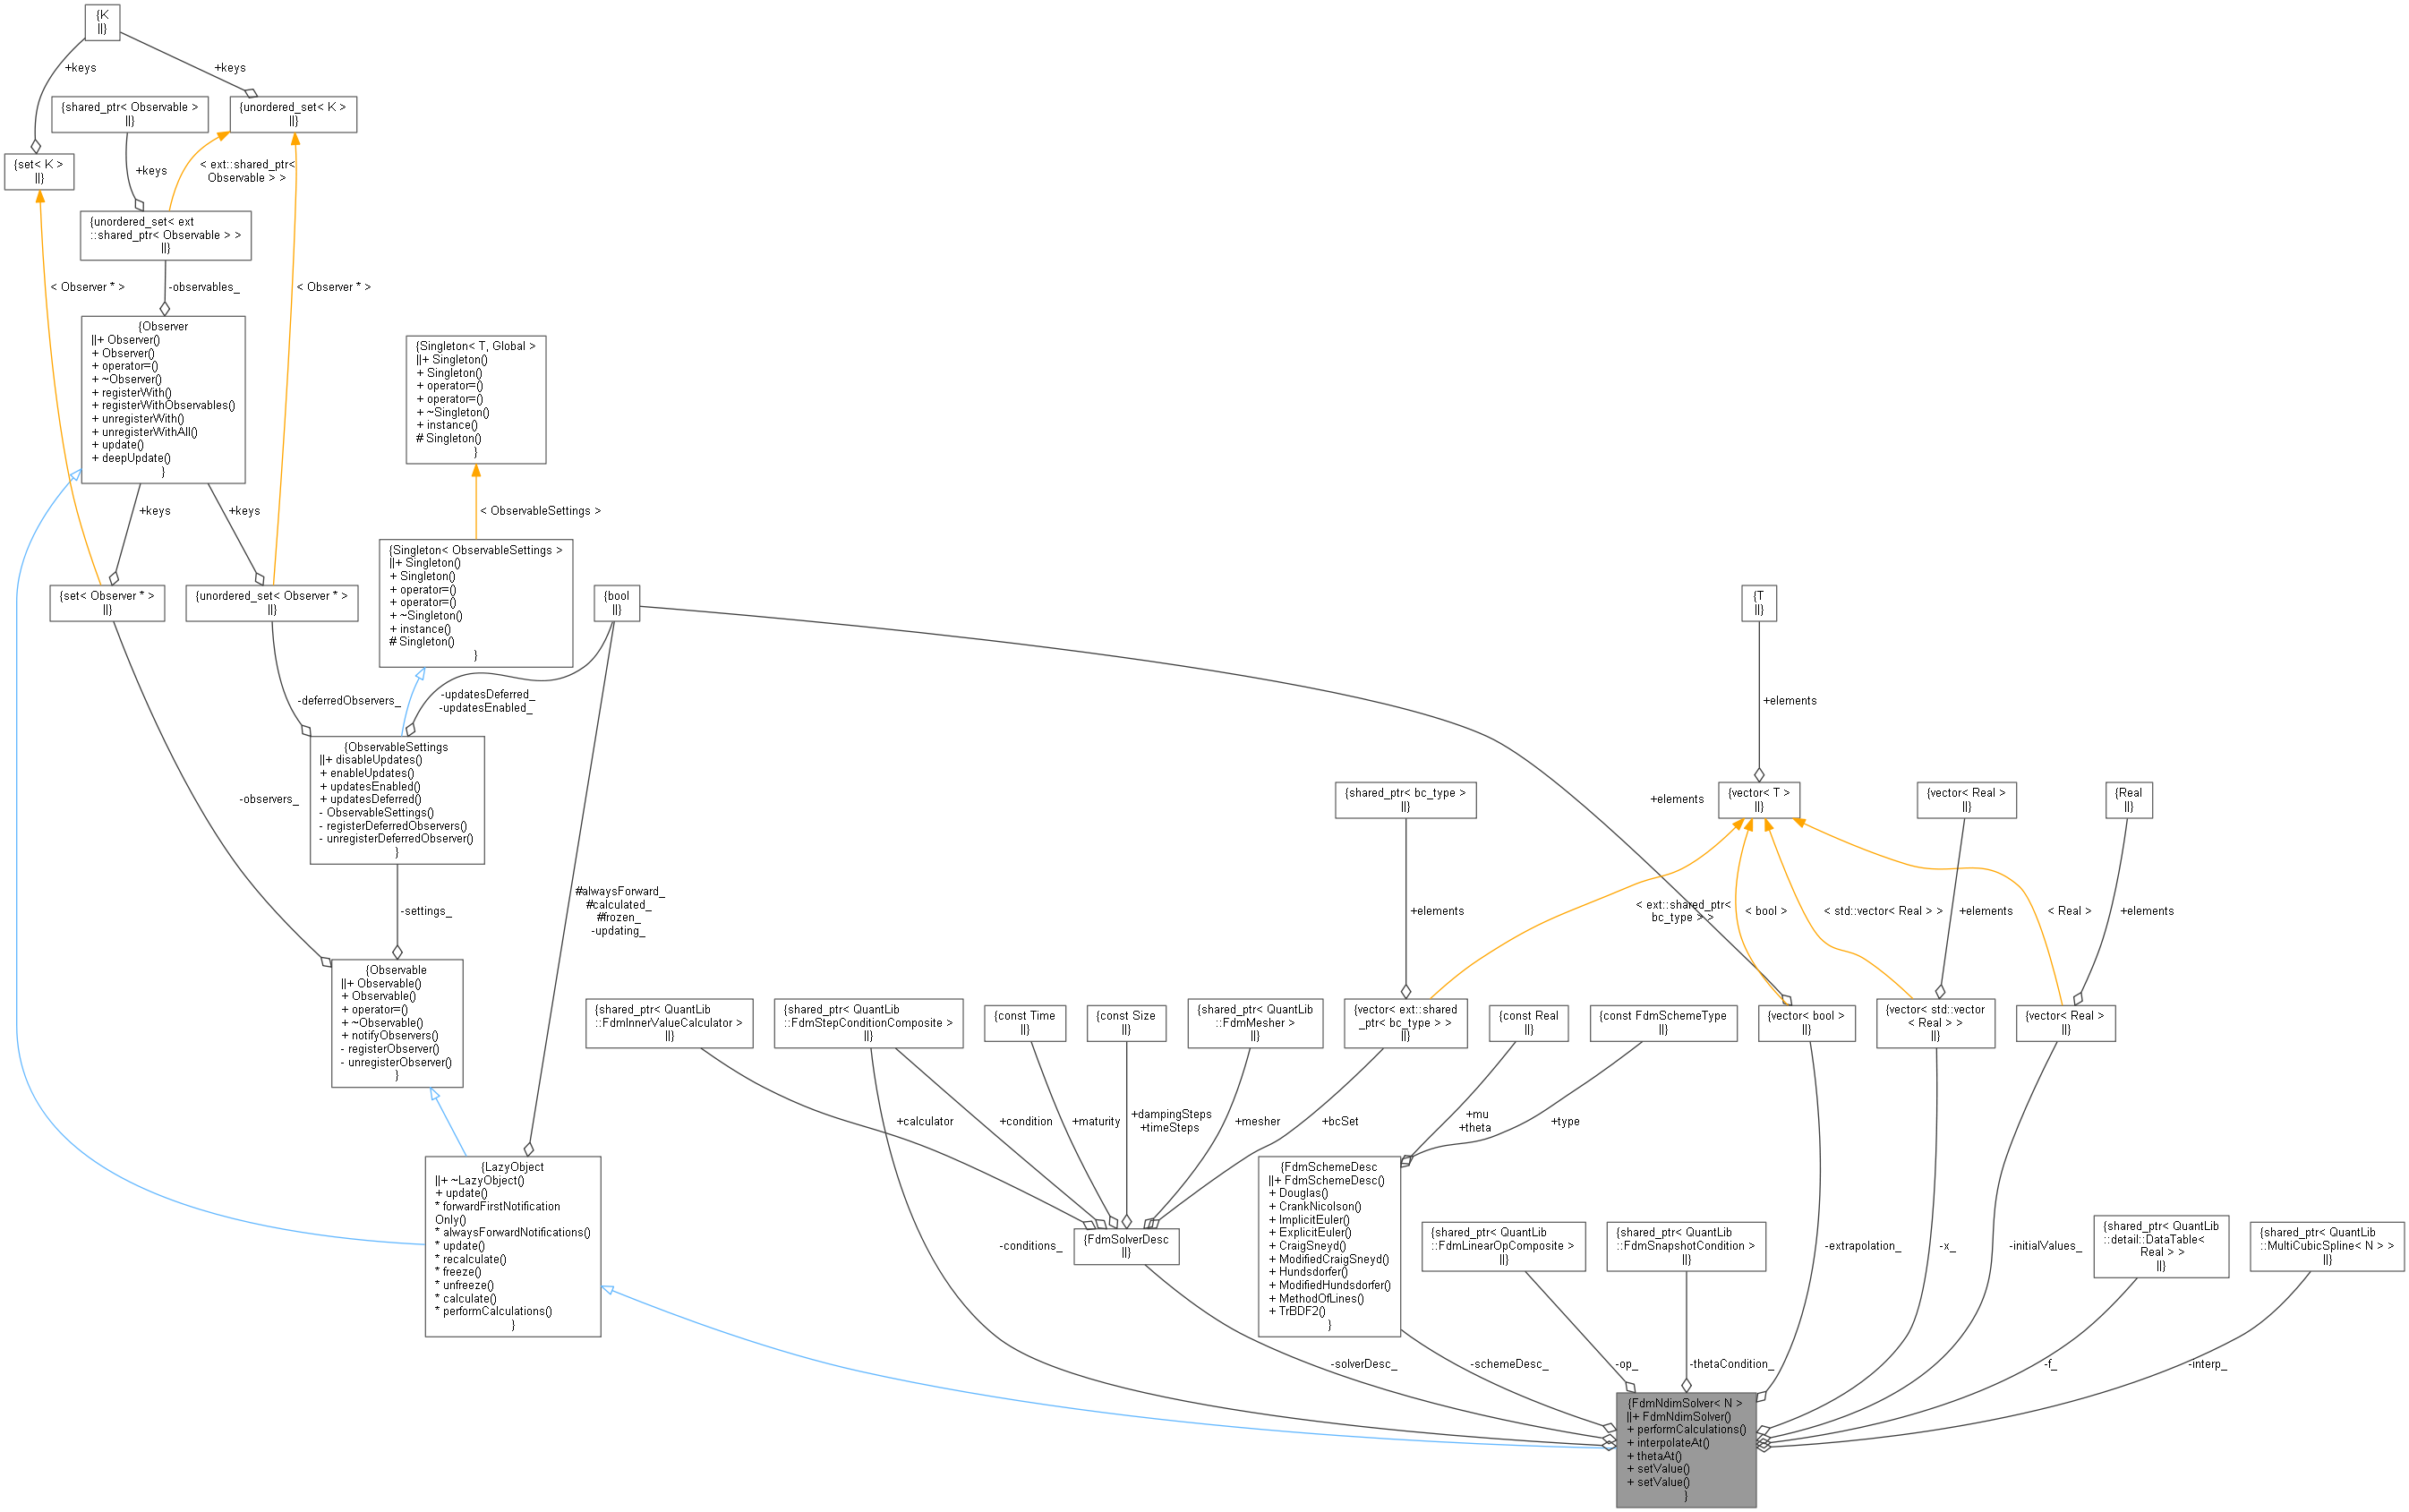 {K
||}
+keys
+keys
{shared_ptr< Observable >
||}
{unordered_set< K >
||}
{set< K >
||}
+keys
< ext::shared_ptr<
Observable > >
{unordered_set< ext
::shared_ptr< Observable > >
||}
< Observer * >
-observables_
< Observer * >
{Observer
||+ Observer()
+ Observer()
+ operator=()
+ ~Observer()
+ registerWith()
+ registerWithObservables()
+ unregisterWith()
+ unregisterWithAll()
+ update()
+ deepUpdate()
}
{Singleton< T, Global >
||+ Singleton()
+ Singleton()
+ operator=()
+ operator=()
+ ~Singleton()
+ instance()
# Singleton()
}
+keys
+keys
< ObservableSettings >
{Singleton< ObservableSettings >
||+ Singleton()
+ Singleton()
+ operator=()
+ operator=()
+ ~Singleton()
+ instance()
# Singleton()
}
{set< Observer * >
||}
{unordered_set< Observer * >
||}
{bool
||}
{T
||}
-deferredObservers_
-updatesDeferred_
-updatesEnabled_
+elements
{ObservableSettings
||+ disableUpdates()
+ enableUpdates()
+ updatesEnabled()
+ updatesDeferred()
- ObservableSettings()
- registerDeferredObservers()
- unregisterDeferredObserver()
}
-observers_
{shared_ptr< bc_type >
||}
+elements
{vector< T >
||}
{vector< Real >
||}
{Real
||}
-settings_
#alwaysForward_
#calculated_
#frozen_
-updating_
+elements
< ext::shared_ptr<
bc_type > >
< bool >
< std::vector< Real > >
+elements
< Real >
+elements
{Observable
||+ Observable()
+ Observable()
+ operator=()
+ ~Observable()
+ notifyObservers()
- registerObserver()
- unregisterObserver()
}
{shared_ptr< QuantLib
::FdmInnerValueCalculator >
||}
{shared_ptr< QuantLib
::FdmStepConditionComposite >
||}
{const Time
||}
{const Size
||}
{shared_ptr< QuantLib
::FdmMesher >
||}
{vector< ext::shared
_ptr< bc_type > >
||}
{const Real
||}
{const FdmSchemeType
||}
{vector< bool >
||}
{vector< std::vector
< Real > >
||}
{vector< Real >
||}
+calculator
+condition
+maturity
+dampingSteps
+timeSteps
+mesher
+bcSet
+mu
+theta
+type
{LazyObject
||+ ~LazyObject()
+ update()
* forwardFirstNotification
Only()
* alwaysForwardNotifications()
* update()
* recalculate()
* freeze()
* unfreeze()
* calculate()
* performCalculations()
}
-conditions_
{FdmSolverDesc
||}
{FdmSchemeDesc
||+ FdmSchemeDesc()
+ Douglas()
+ CrankNicolson()
+ ImplicitEuler()
+ ExplicitEuler()
+ CraigSneyd()
+ ModifiedCraigSneyd()
+ Hundsdorfer()
+ ModifiedHundsdorfer()
+ MethodOfLines()
+ TrBDF2()
}
{shared_ptr< QuantLib
::FdmLinearOpComposite >
||}
{shared_ptr< QuantLib
::FdmSnapshotCondition >
||}
-extrapolation_
-x_
-initialValues_
{shared_ptr< QuantLib
::detail::DataTable<
Real > >
||}
{shared_ptr< QuantLib
::MultiCubicSpline< N > >
||}
-solverDesc_
-schemeDesc_
-op_
-thetaCondition_
-f_
-interp_
{FdmNdimSolver< N >
||+ FdmNdimSolver()
+ performCalculations()
+ interpolateAt()
+ thetaAt()
+ setValue()
+ setValue()
}